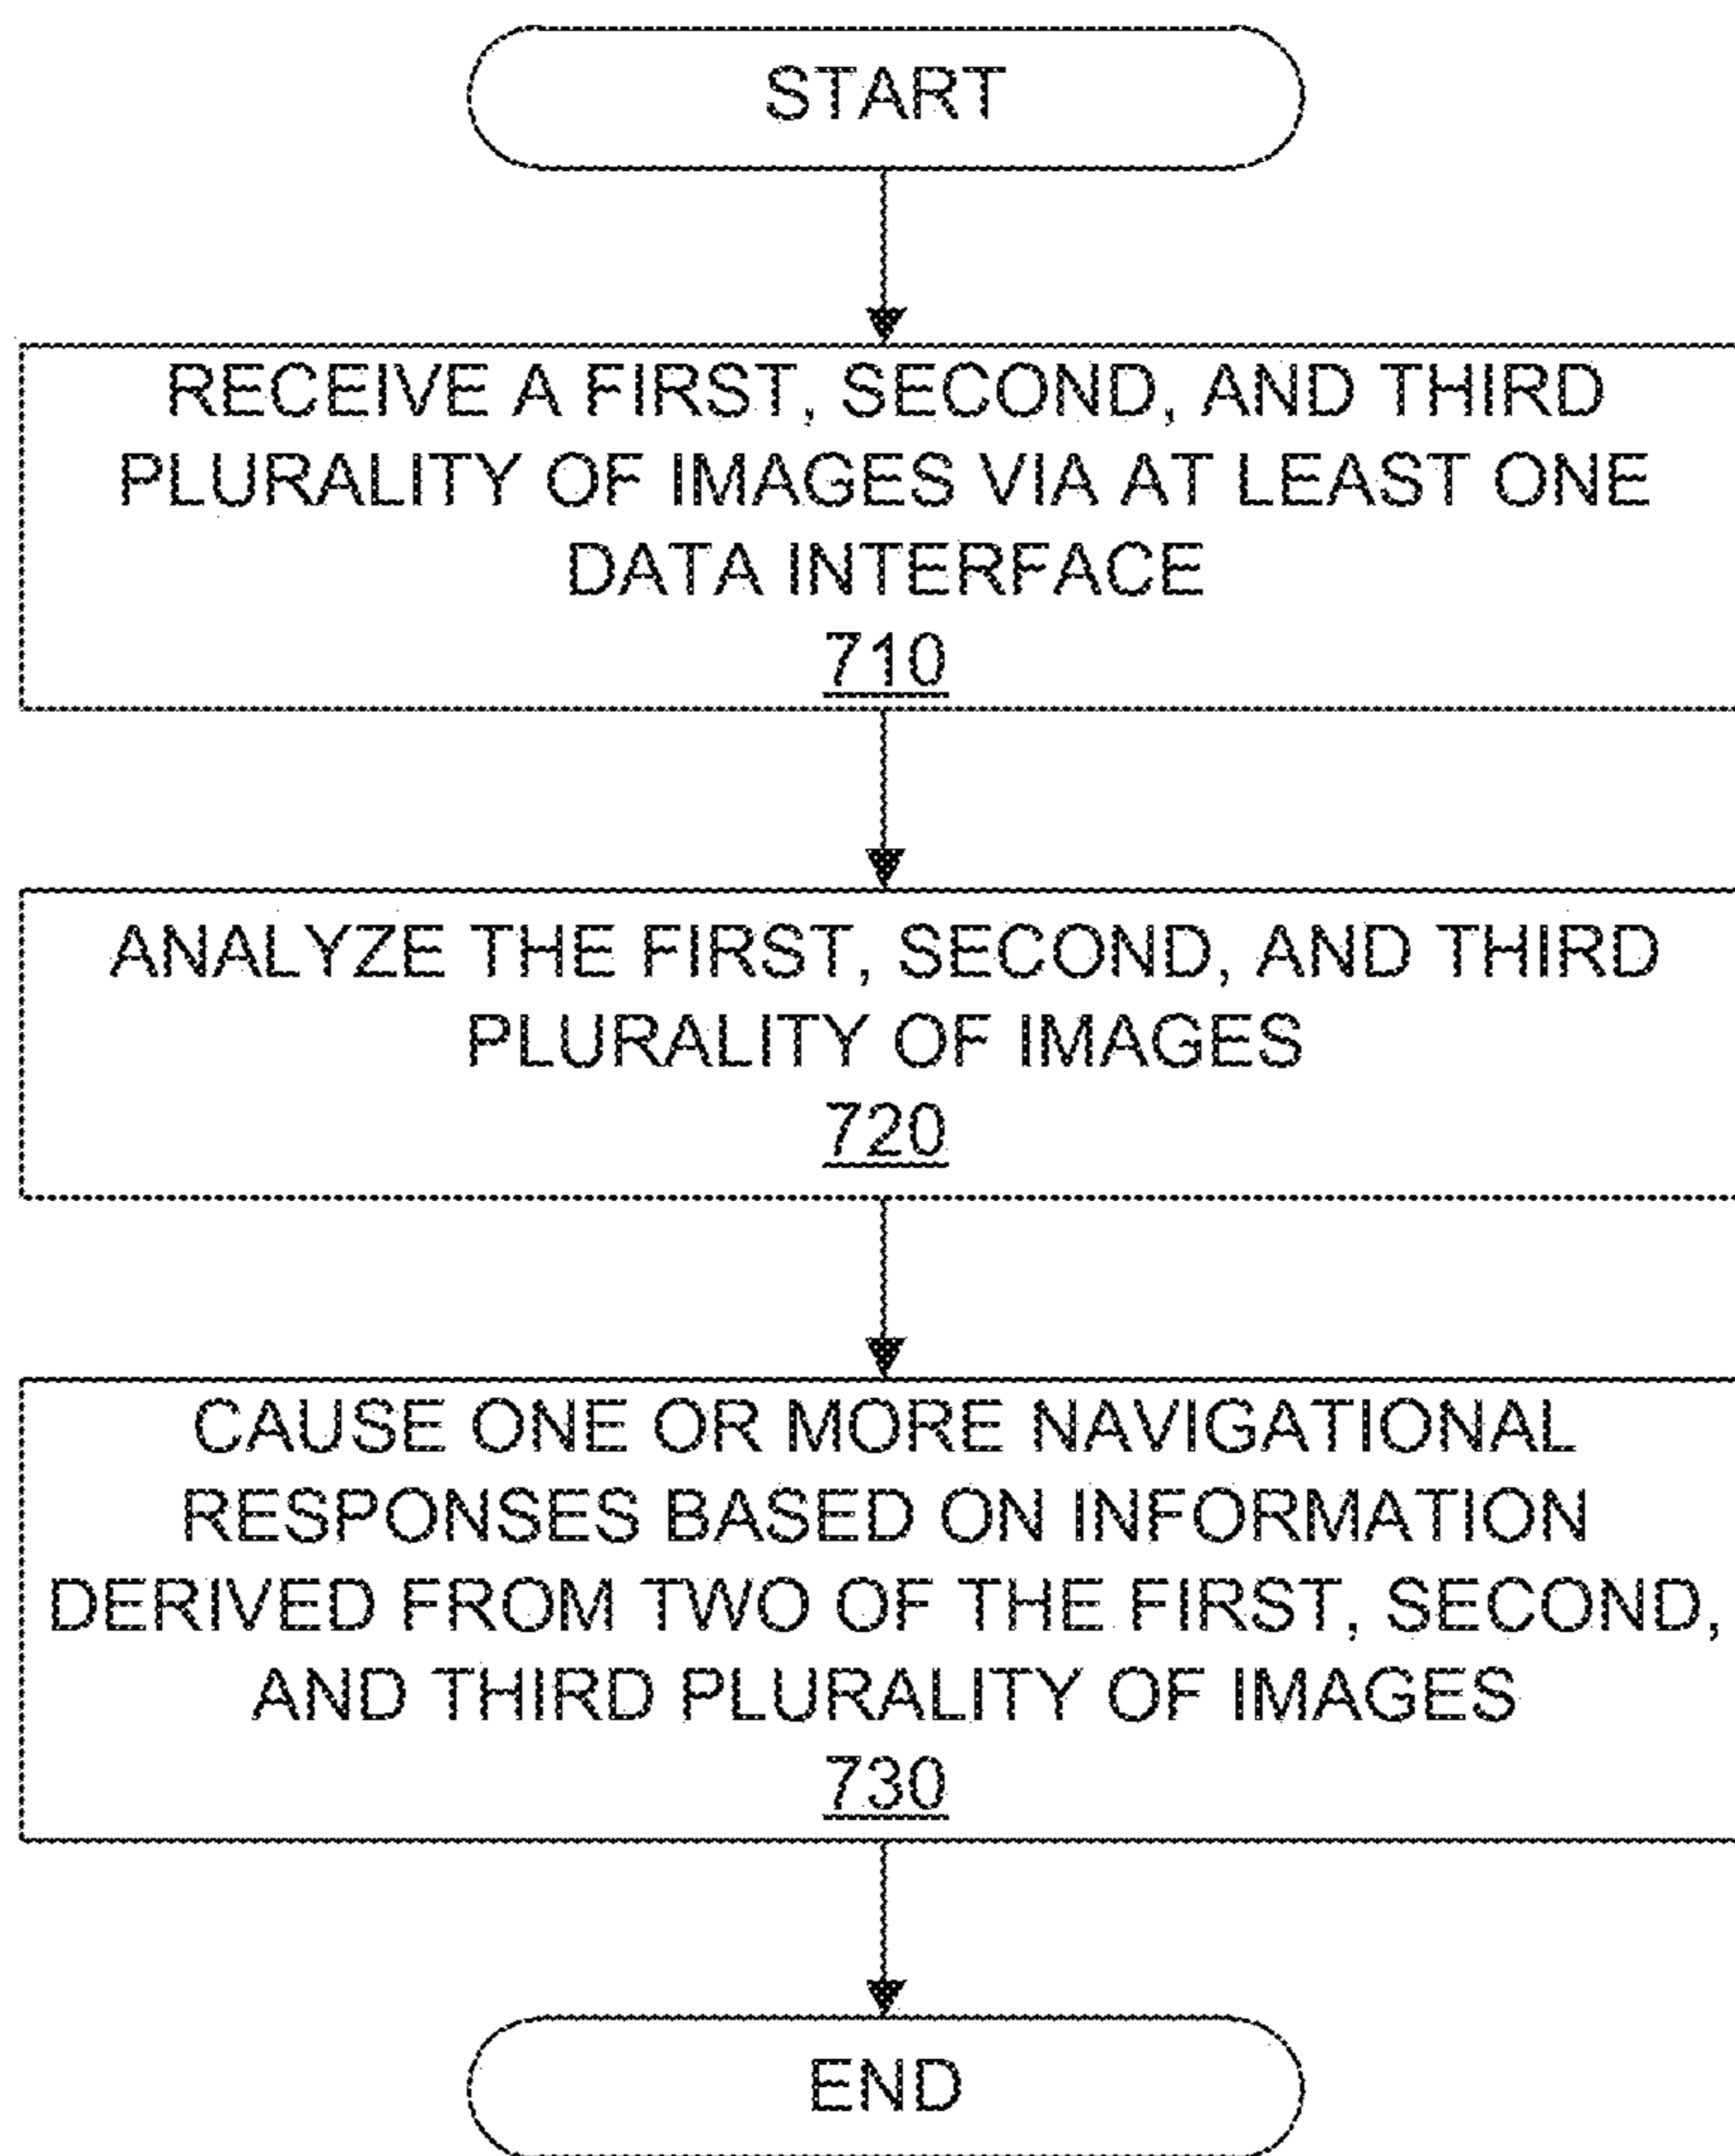 START
RECEIVE A FIRST, SECOND, AND THIRD
PLURALITY OF IMAGES VIA AT LEAST ONE
DATA INTERFACE
710
ANALYZE THE FIRST, SECOND, AND THIRD
PLURALITY OF IMAGES
720
CAUSE ONE OR MORE NAVIGATIONAL
RESPONSES BASED ON INFORMATION
DERIVED FROM TWO OF THE FIRST, SECOND,
AND THIRD PLURALITY OF IMAGES
730
END